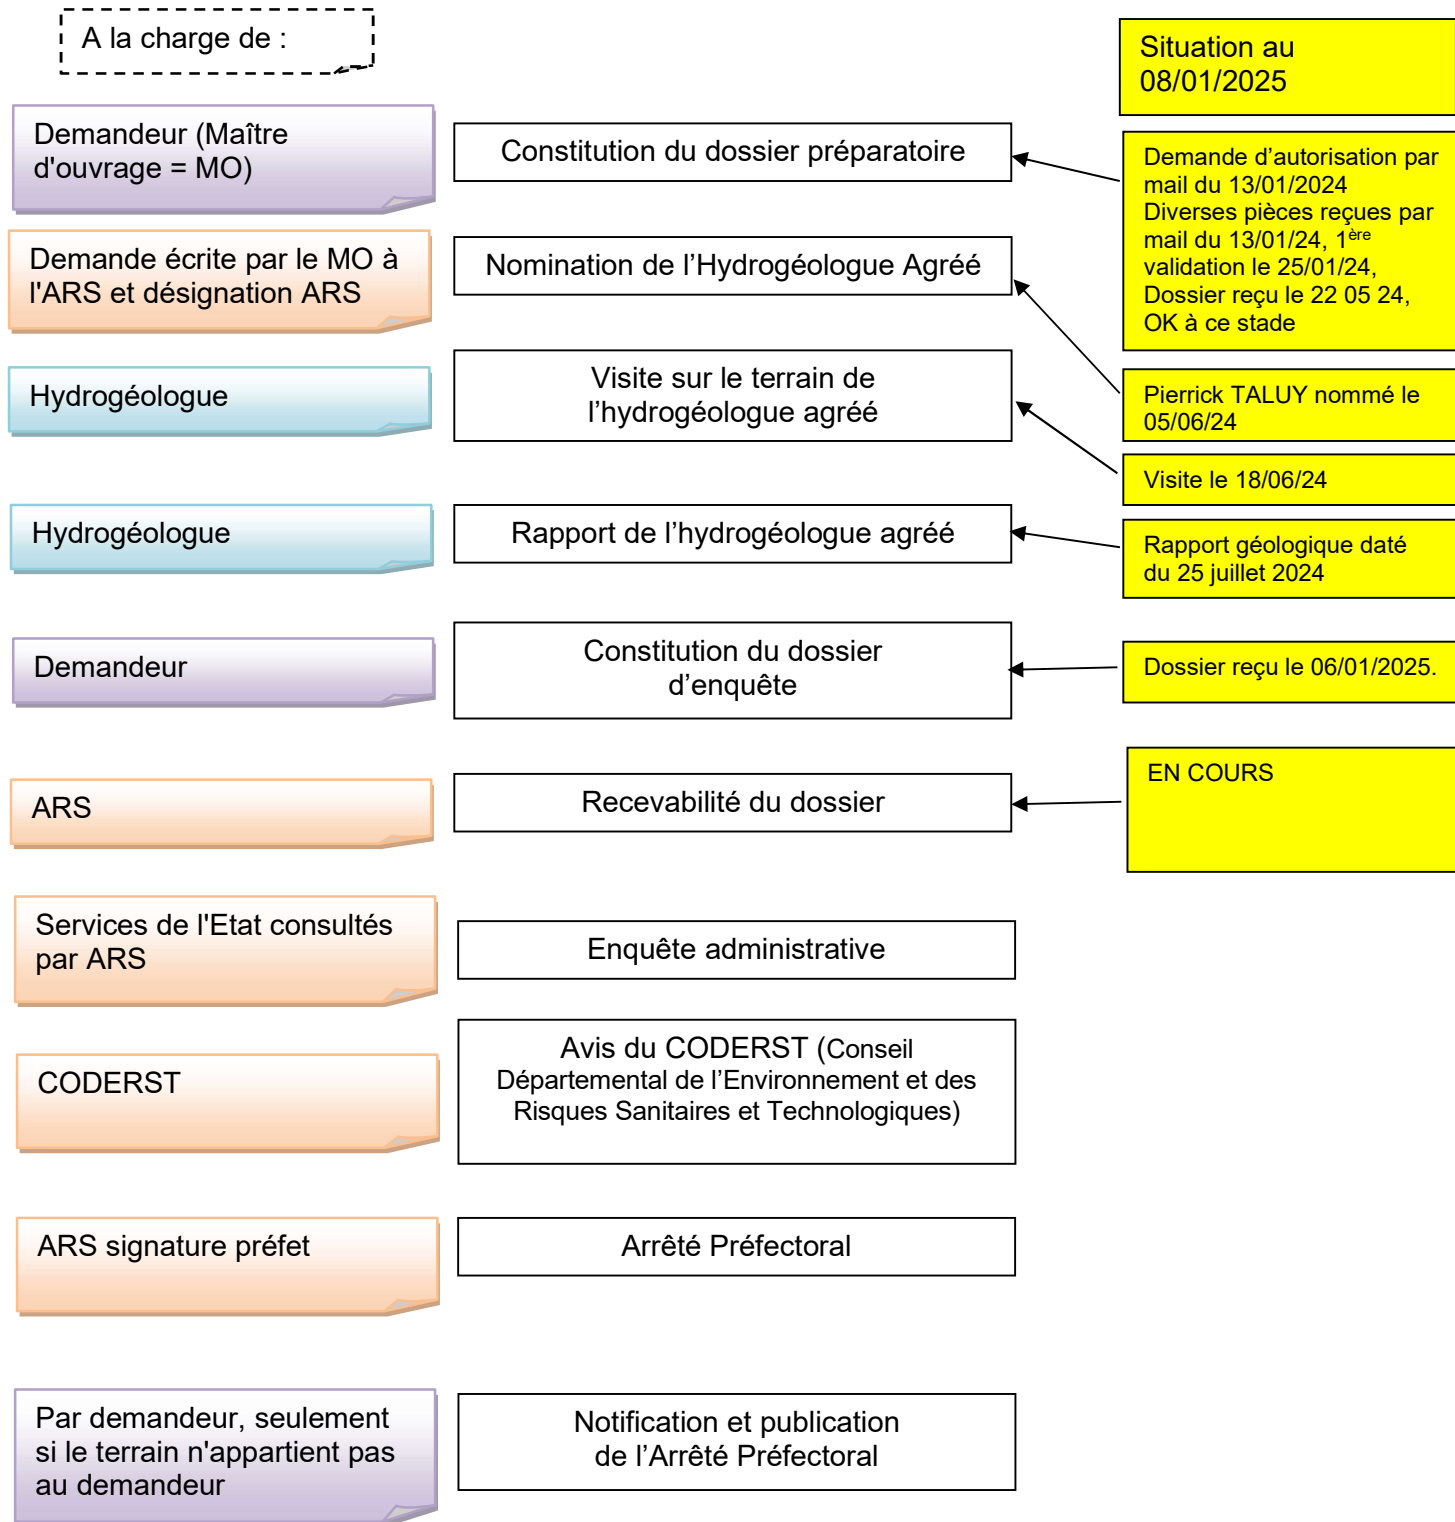 A la charge de :
Situation au
08/01/2025
Demandeur (Maître
d'ouvrage = MO)
Constitution du dossier préparatoire
Demande d’autorisation par
mail du 13/01/2024
Diverses pièces reçues par
mail du 13/01/24, 1ère
validation le 25/01/24,
Dossier reçu le 22 05 24,
OK à ce stade
Demande écrite par le MO à
l'ARS et désignation ARS
Nomination de l’Hydrogéologue Agréé
Pierrick TALUY nommé le
05/06/24
Hydrogéologue
Visite sur le terrain de
l’hydrogéologue agréé
Visite le 18/06/24
Hydrogéologue
Rapport de l’hydrogéologue agréé
Rapport géologique daté
du 25 juillet 2024
Demandeur
Constitution du dossier
d’enquête
Dossier reçu le 06/01/2025.
ARS
Recevabilité du dossier
EN COURS
Services de l'Etat consultés
par ARS
Enquête administrative
CODERST
Avis du CODERST (Conseil
Départemental de l’Environnement et des
Risques Sanitaires et Technologiques)
ARS signature préfet
Arrêté Préfectoral
Par demandeur, seulement
si le terrain n'appartient pas
au demandeur
Notification et publication
de l’Arrêté Préfectoral